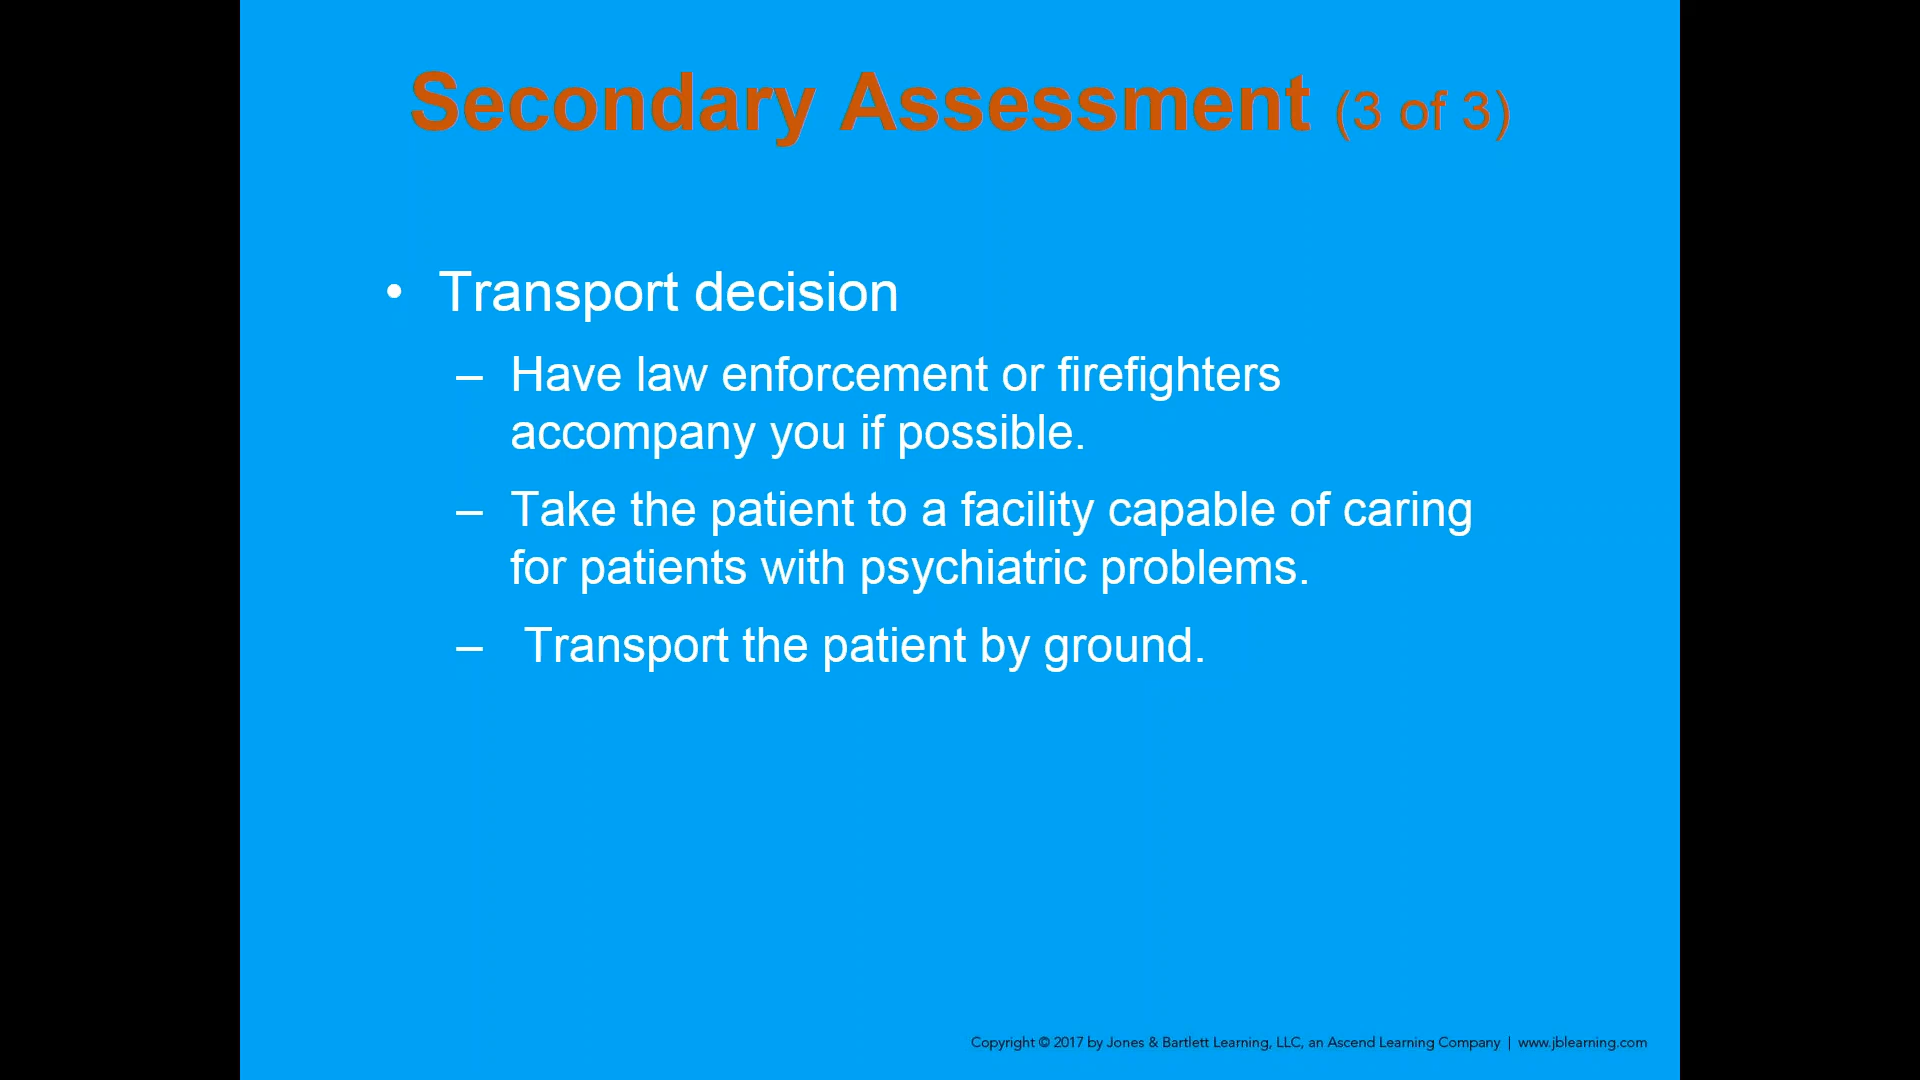 Secondary Assessment (3 of 3)
• Transport decision
– Have law enforcement or firefighters
accompany you if possible.
– Take the patient to a facility capable of caring
for patients with psychiatric problems.
– Transport the patient by ground.
Copyright © 2017 by Jones & Bartlett Learning, LLC, an Ascend Learning Company | www.jblearning.com